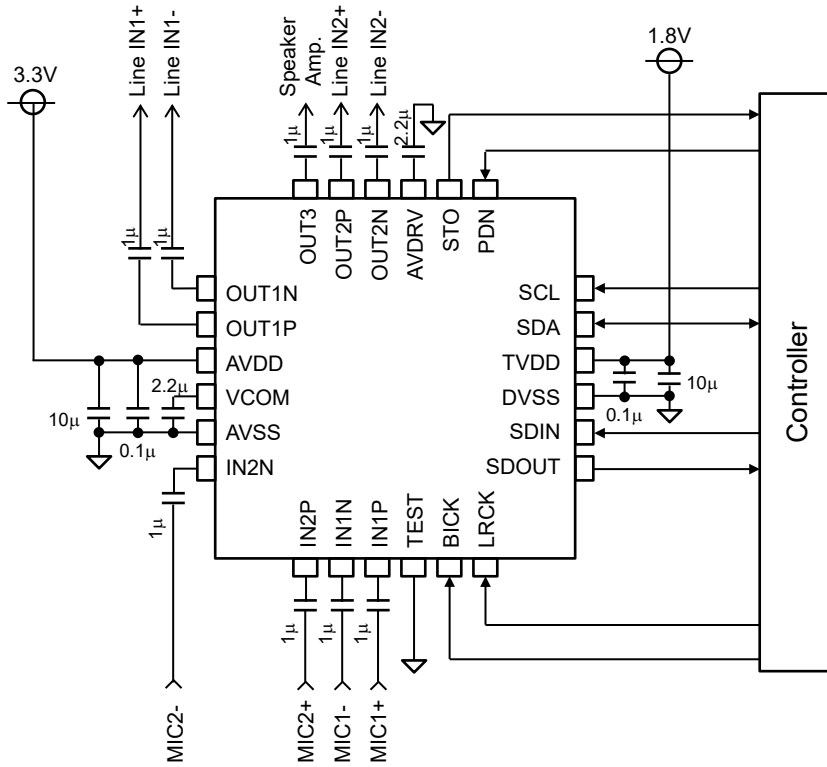 Line IN1+
Line IN1-
Speaker
Amp.
Line IN2+
Line IN2-
3.3V
1.8V
1μ
1μ
1μ
2.2μ
1μ
1μ
OUT3
OUT2P
OUT2N
AVDRV
STO
PDN
OUT1N
OUT1P
AVDD
VCOM
AVSS
IN2N
2.2μ
10μ
0.1μ
SCL
SDA
TVDD
DVSS
SDIN
SDOUT
10μ
0.1μ
Controller
IN2P
IN1N
IN1P
TEST
BICK
LRCK
1μ
1μ
1μ
1μ
MIC2-
MIC2+
MIC1-
MIC1+